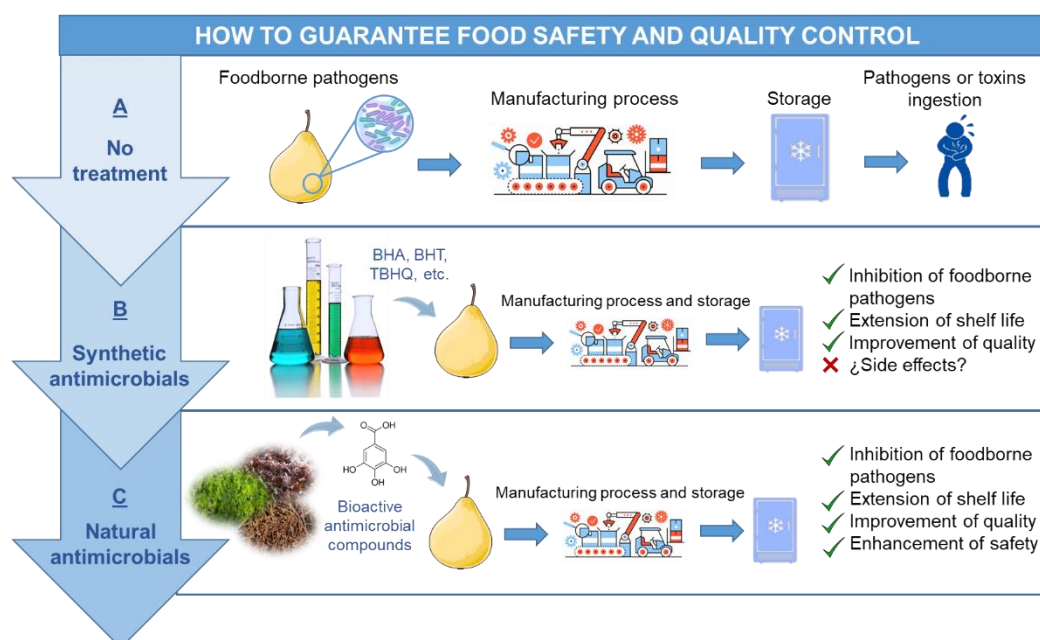 HOW TO GUARANTEE FOOD SAFETY AND QUALITY CONTROL
A
No
treatment
Foodborne pathogens
Manufacturing process
Storage
Pathogens or toxins
ingestion
B
Synthetic
antimicrobials
BHA, BHT,
TBHQ, etc.
Manufacturing process and storage
Inhibition of foodborne
pathogens
Extension of shelf life
Improvement of quality
¿Side effects?
C
Natural
antimicrobials
O
OH
HO
OH
OH
Bioactive
antimicrobial
compounds
Manufacturing process and storage
Inhibition of foodborne
pathogens
Extension of shelf life
Improvement of quality
Enhancement of safety